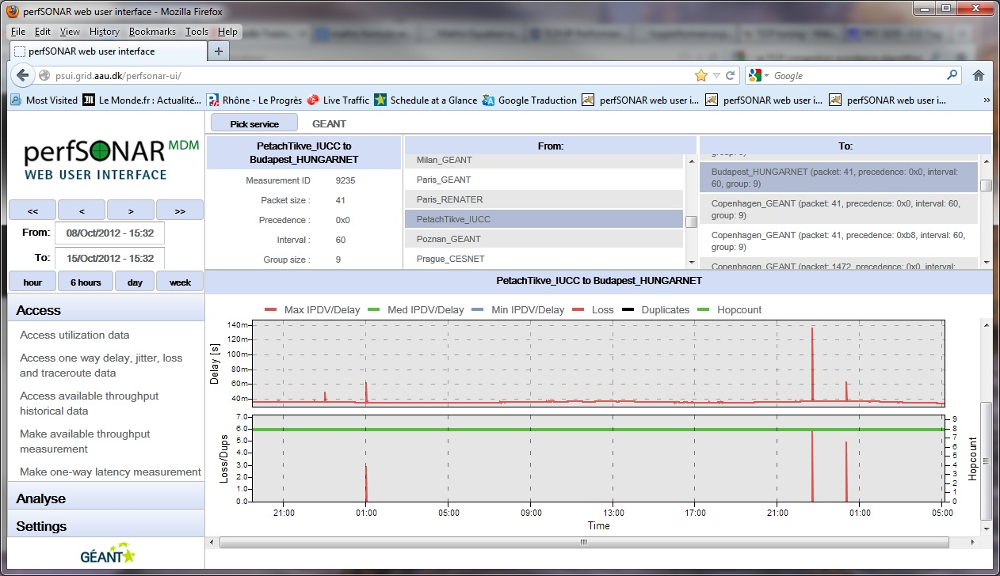 perfSONAR web user interface - Mozilla Firefox
File Edit View History Bookmarks Tools Help
perfSONAR web user interface
psui.grid.aau.dk/perfsonar-ui/
Google
Most Visited Le Monde.fr : Actualité... Rhône - Le Progrès Live Traffic Schedule at a Glance Google Traduction perfSONAR web user i... perfSONAR web user i... perfSONAR web user i... »
perfSONAR MDM
WEB USER INTERFACE
<< < > >>
From: 08/Oct/2012 - 15:32
To: 15/Oct/2012 - 15:32
hour 6 hours day week
Access
Access utilization data
Access one way delay, jitter, loss
and traceroute data
Access available throughput
historical data
Make available throughput
measurement
Make one-way latency measurement
Analyse
Settings
GÉANT
Pick service GEANT
PetachTikve_IUCC to
Budapest_HUNGARNET
Measurement ID 9235
Packet size : 41
Precedence : 0x0
Interval : 60
Group size : 9
From:
Milan_GEANT
Paris_GEANT
Paris_RENATER
PetachTikve_IUCC
Poznan_GEANT
Prague_CESNET
To:
group: 9)
Budapest_HUNGARNET (packet: 41, precedence: 0x0, interval:
60, group: 9)
Copenhagen_GEANT (packet: 41, precedence: 0x0, interval: 60,
group: 9)
Copenhagen_GEANT (packet: 41, precedence: 0xb8, interval: 60,
group: 9)
Copenhagen_GEANT (packet: 1472, precedence: 0x0, interval:
PetachTikve_IUCC to Budapest_HUNGARNET
Max IPDV/Delay Med IPDV/Delay Min IPDV/Delay Loss Duplicates Hopcount
Delay [s]
140m
120m
100m
80m
60m
40m
Loss/Dups
7.0
6.0
5.0
4.0
3.0
2.0
1.0
0.0
9
8
7
6
5
4
3
2
1
0
Hopcount
21:00 01:00 05:00 09:00 13:00 17:00 21:00 01:00 05:00
Time